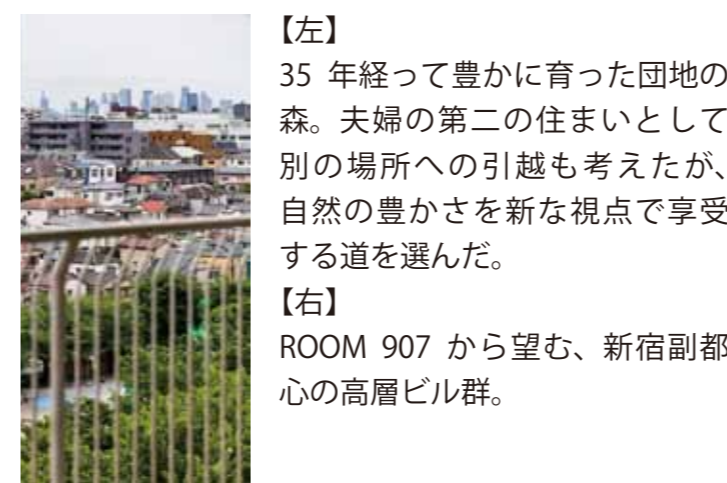 【左】
35 年経って豊かに育った団地の
森。夫婦の第二の住まいとして
別の場所への引越も考えたが、
自然の豊かさを新な視点で享受
する道を選んだ。
【右】
ROOM 907 から望む、新宿副都
心の高層ビル群。